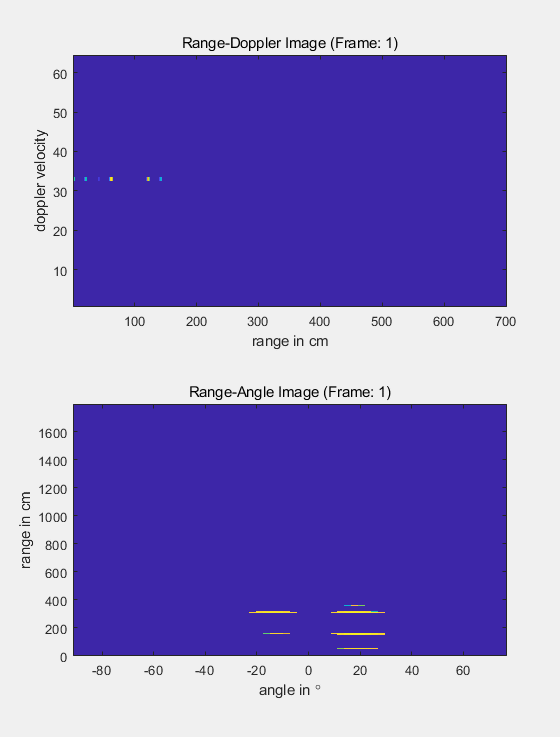 Range-Doppler Image (Frame: 1)
60
50
40
30
20
10
doppler velocity
100 200 300 400 500 600 700
range in cm
Range-Angle Image (Frame: 1)
1600
1400
1200
1000
800
600
400
200
0
range in cm
-80 -60 -40 -20 0 20 40 60
angle in °